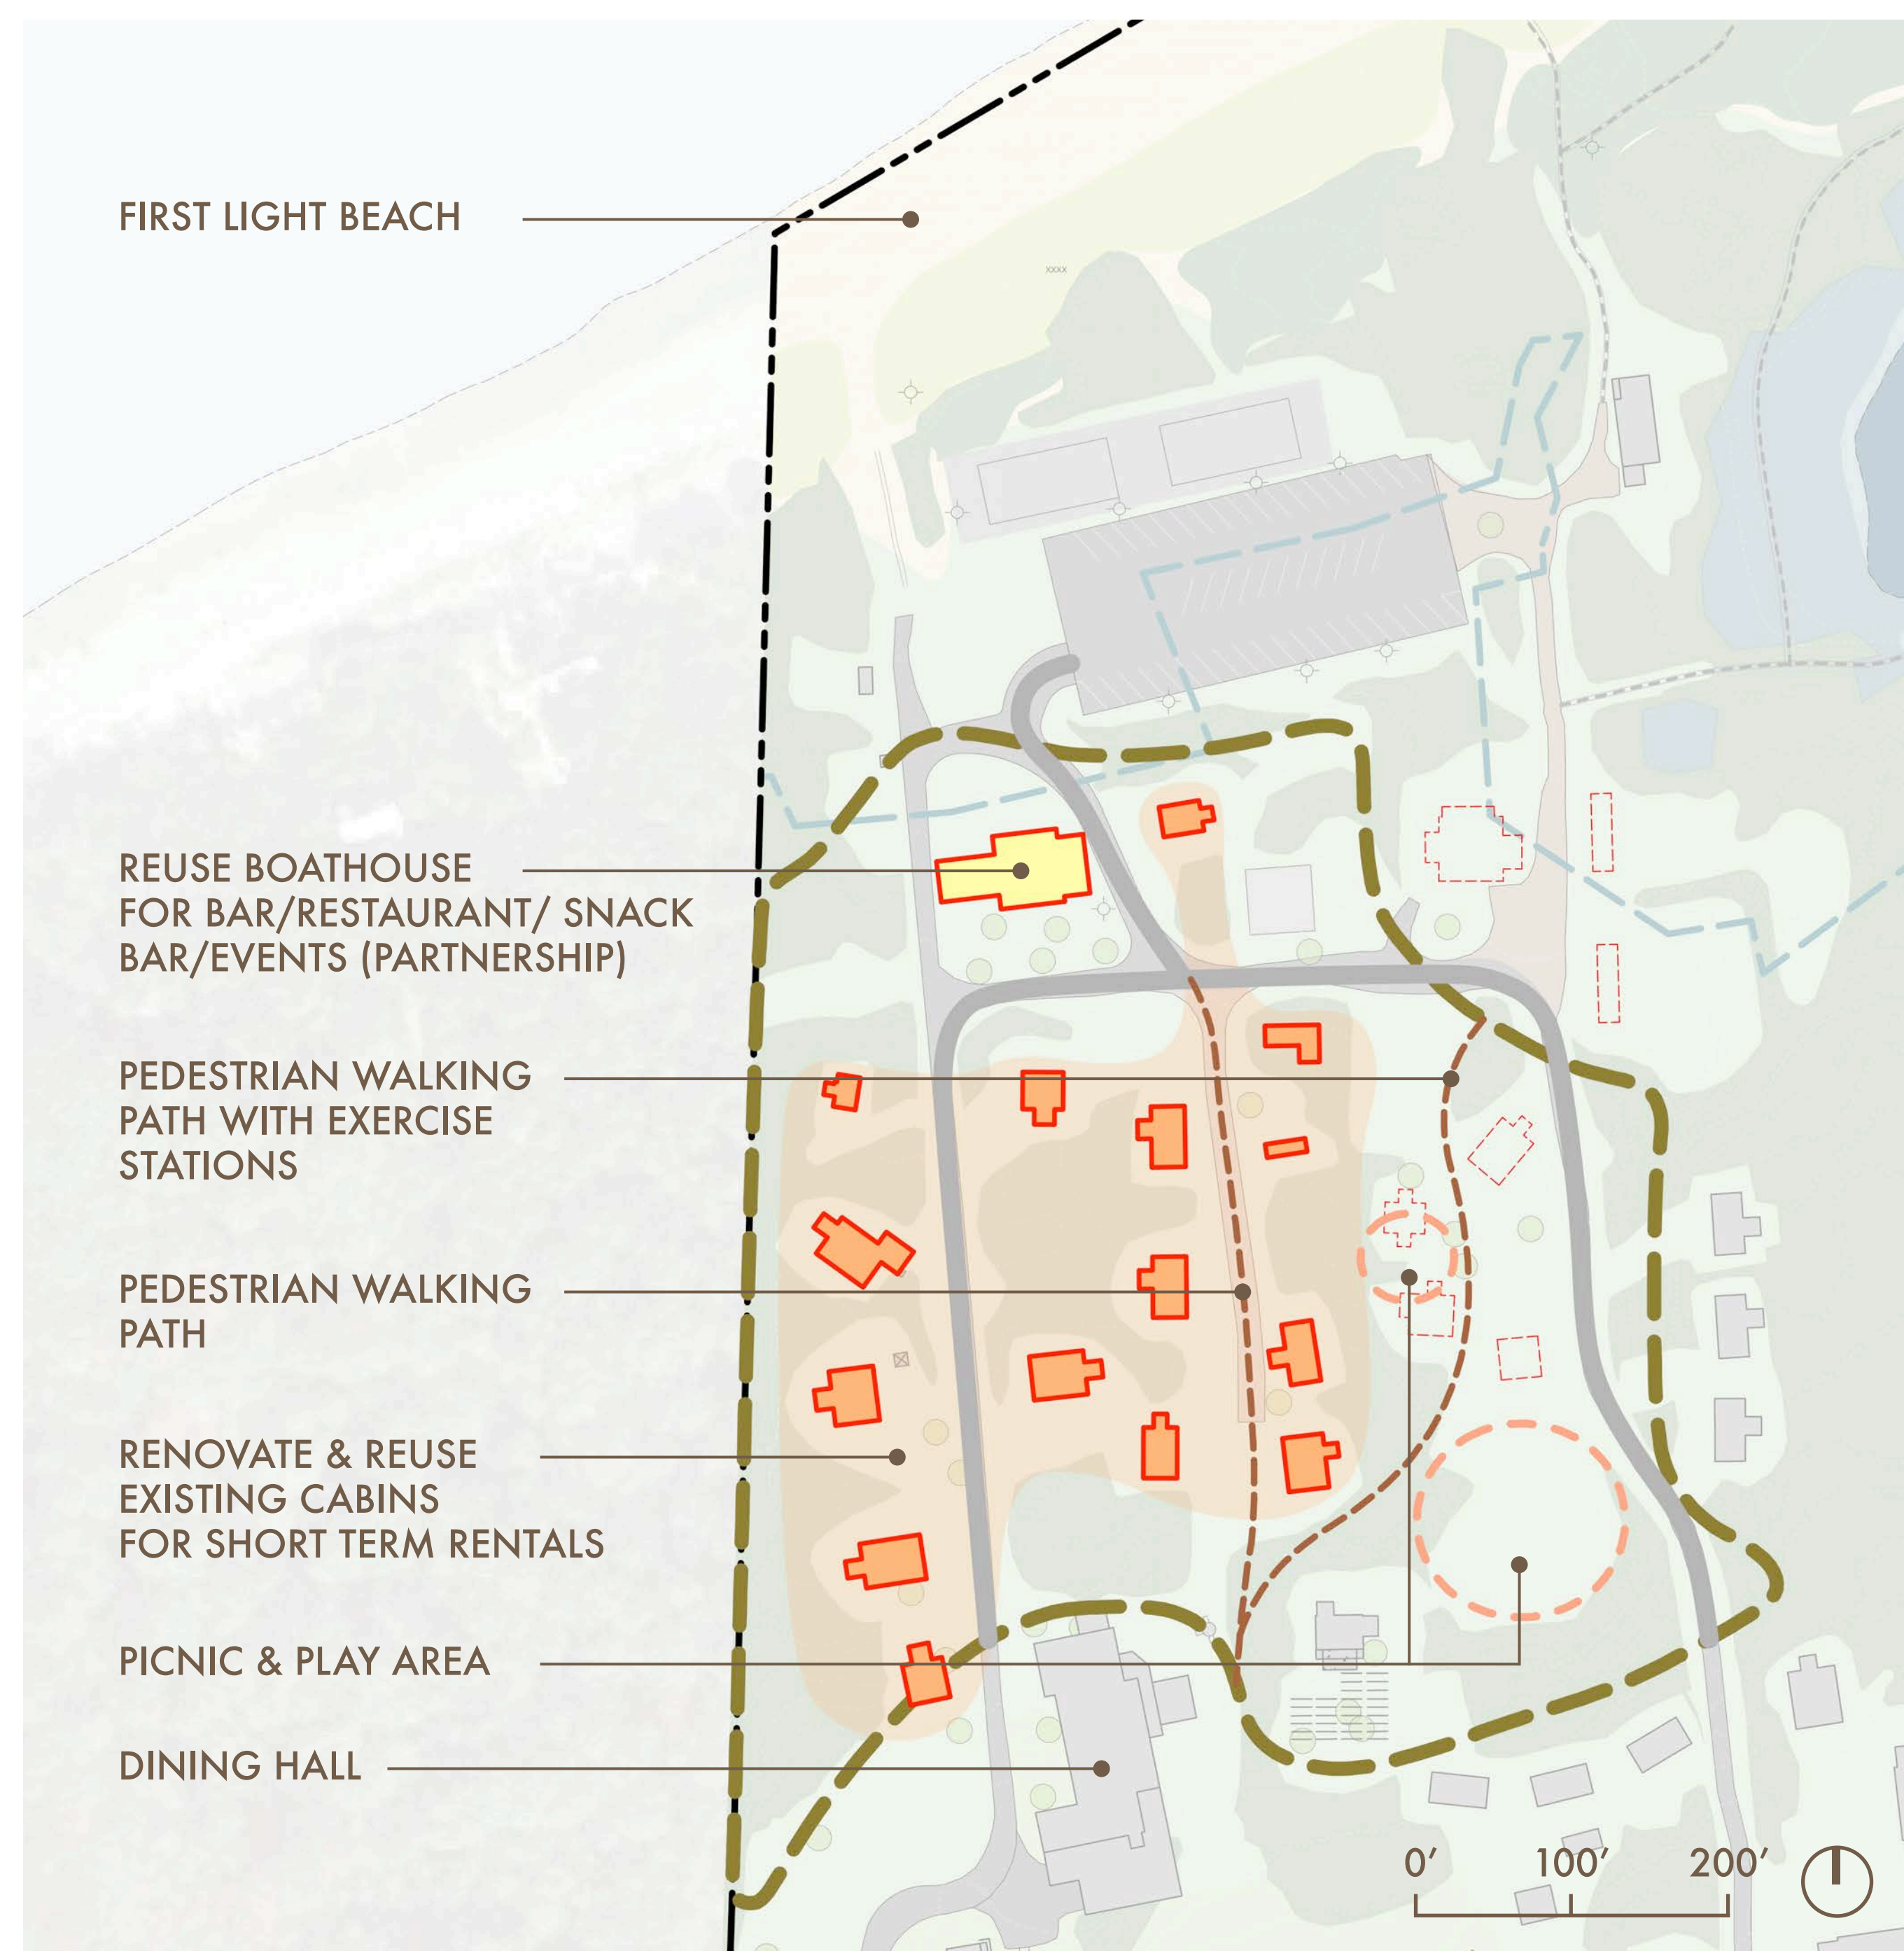 FIRST LIGHT BEACH
xxxx
REUSE BOATHOUSE
FOR BAR/RESTAURANT/ SNACK
BAR/EVENTS (PARTNERSHIP)
PEDESTRIAN WALKING
PATH WITH EXERCISE
STATIONS
PEDESTRIAN WALKING
PATH
RENOVATE & REUSE
EXISTING CABINS
FOR SHORT TERM RENTALS
PICNIC & PLAY AREA
DINING HALL
0′ 100′ 200′